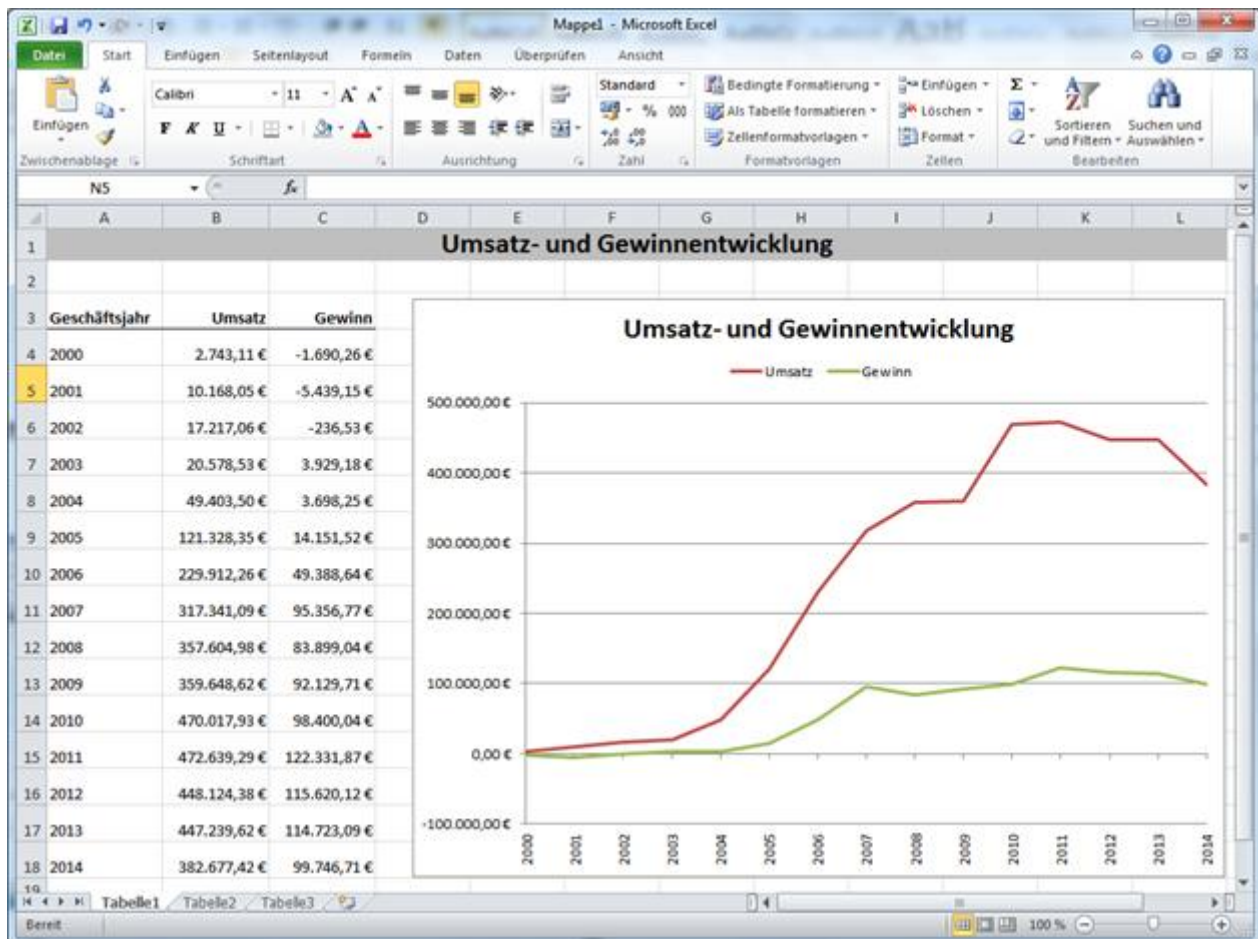 Mappe1 - Microsoft Excel
Datei Start Einfügen Seitenlayout Formeln Daten Überprüfen Ansicht
Calibri 11 A A Standard Bedingte Formatierung Einfügen Σ
Einfügen F K U A % 000 Als Tabelle formatieren Löschen Sortieren und Filtern Suchen und Auswählen
Zellenformatvorlagen Format
Zwischenablage Schriftart Ausrichtung Zahl Formatvorlagen Zellen Bearbeiten
N5 fx
A B C D E F G H I J K L
1 Umsatz- und Gewinnentwicklung
2
3 Geschäftsjahr Umsatz Gewinn
4 2000 2.743,11 € -1.690,26 €
5 2001 10.168,05 € -5.439,15 €
6 2002 17.217,06 € -236,53 €
7 2003 20.578,53 € 3.929,18 €
8 2004 49.403,50 € 3.698,25 €
9 2005 121.328,35 € 14.151,52 €
10 2006 229.912,26 € 49.388,64 €
11 2007 317.341,09 € 95.356,77 €
12 2008 357.604,98 € 83.899,04 €
13 2009 359.648,62 € 92.129,71 €
14 2010 470.017,93 € 98.400,04 €
15 2011 472.639,29 € 122.331,87 €
16 2012 448.124,38 € 115.620,12 €
17 2013 447.239,62 € 114.723,09 €
18 2014 382.677,42 € 99.746,71 €
19
Umsatz- und Gewinnentwicklung
Umsatz Gewinn
500.000,00 €
400.000,00 €
300.000,00 €
200.000,00 €
100.000,00 €
0,00 €
-100.000,00 €
2000 2001 2002 2003 2004 2005 2006 2007 2008 2009 2010 2011 2012 2013 2014
Tabelle1 Tabelle2 Tabelle3
Bereit 100 %